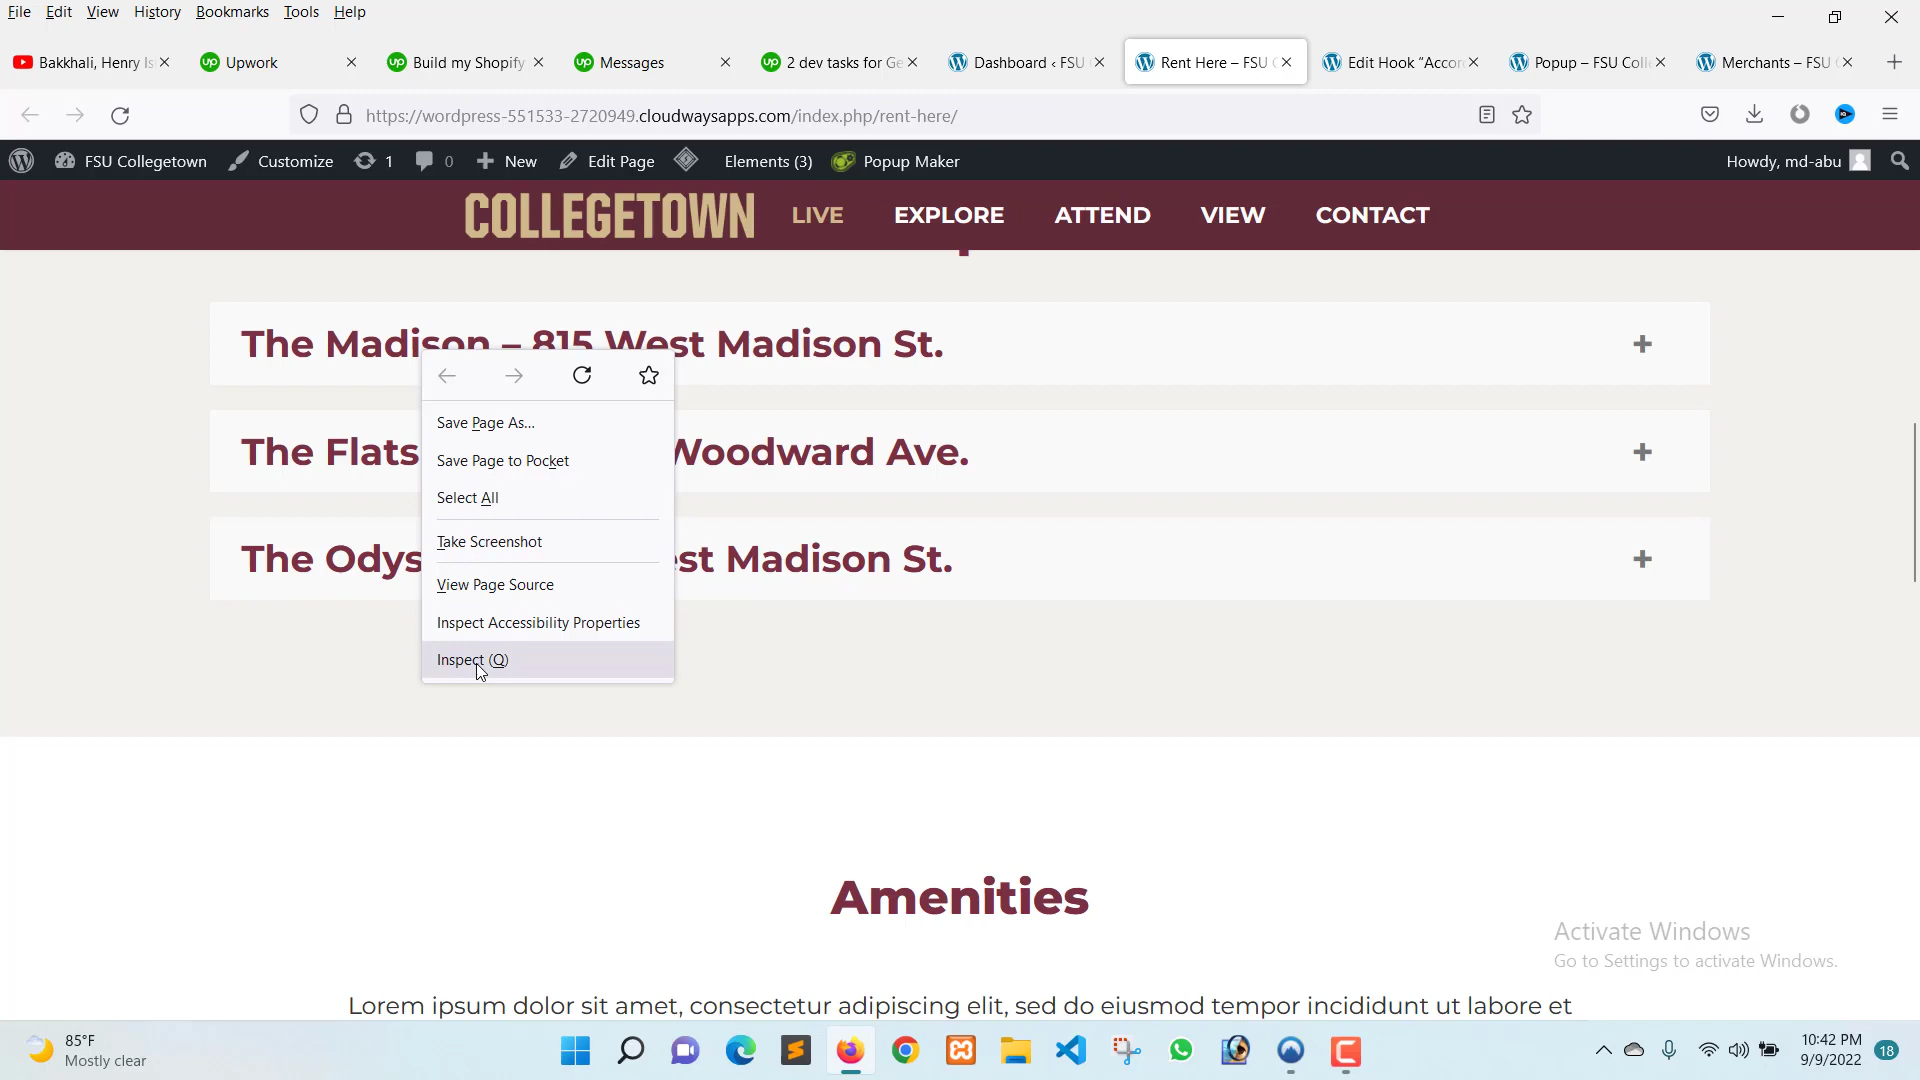 File Edit View History Bookmarks Tools Help
Bakkhali, Henry Is
Upwork
Build my Shopify
Messages
2 dev tasks for Ge
Dashboard ‹ FSU
Rent Here – FSU C
Edit Hook “Accor
Popup – FSU Colle
Merchants – FSU C
https://wordpress-551533-2720949.cloudwaysapps.com/index.php/rent-here/
FSU Collegetown Customize 1 0 New Edit Page Elements (3) Popup Maker Howdy, md-abu
COLLEGETOWN LIVE EXPLORE ATTEND VIEW CONTACT
The Madison – 815 West Madison St. +
The Flats Woodward Ave. +
The Odys st Madison St. +
Save Page As...
Save Page to Pocket
Select All
Take Screenshot
View Page Source
Inspect Accessibility Properties
Inspect (Q)
Amenities
Lorem ipsum dolor sit amet, consectetur adipiscing elit, sed do eiusmod tempor incididunt ut labore et
Activate Windows
Go to Settings to activate Windows.
85°F
Mostly clear
10:42 PM
9/9/2022
18